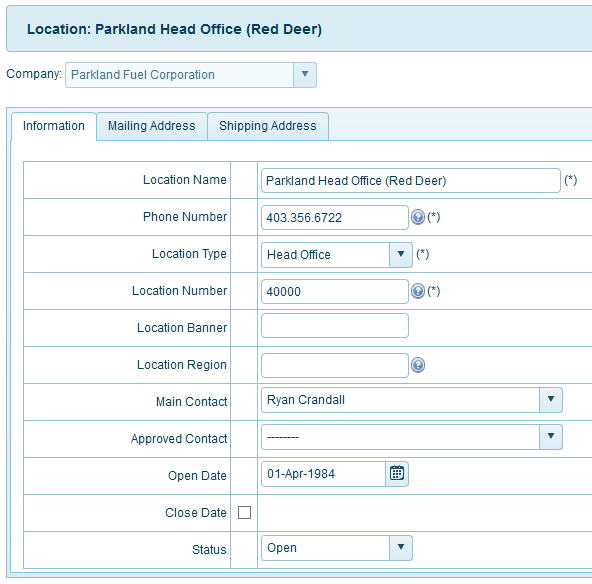 Location: Parkland Head Office (Red Deer)
Company: Parkland Fuel Corporation
Information Mailing Address Shipping Address
Location Name Parkland Head Office (Red Deer) (*)
Phone Number 403.356.6722 ? (*)
Location Type Head Office (*)
Location Number 40000 ? (*)
Location Banner
Location Region ?
Main Contact Ryan Crandall
Approved Contact --------
Open Date 01-Apr-1984
Close Date
Status Open